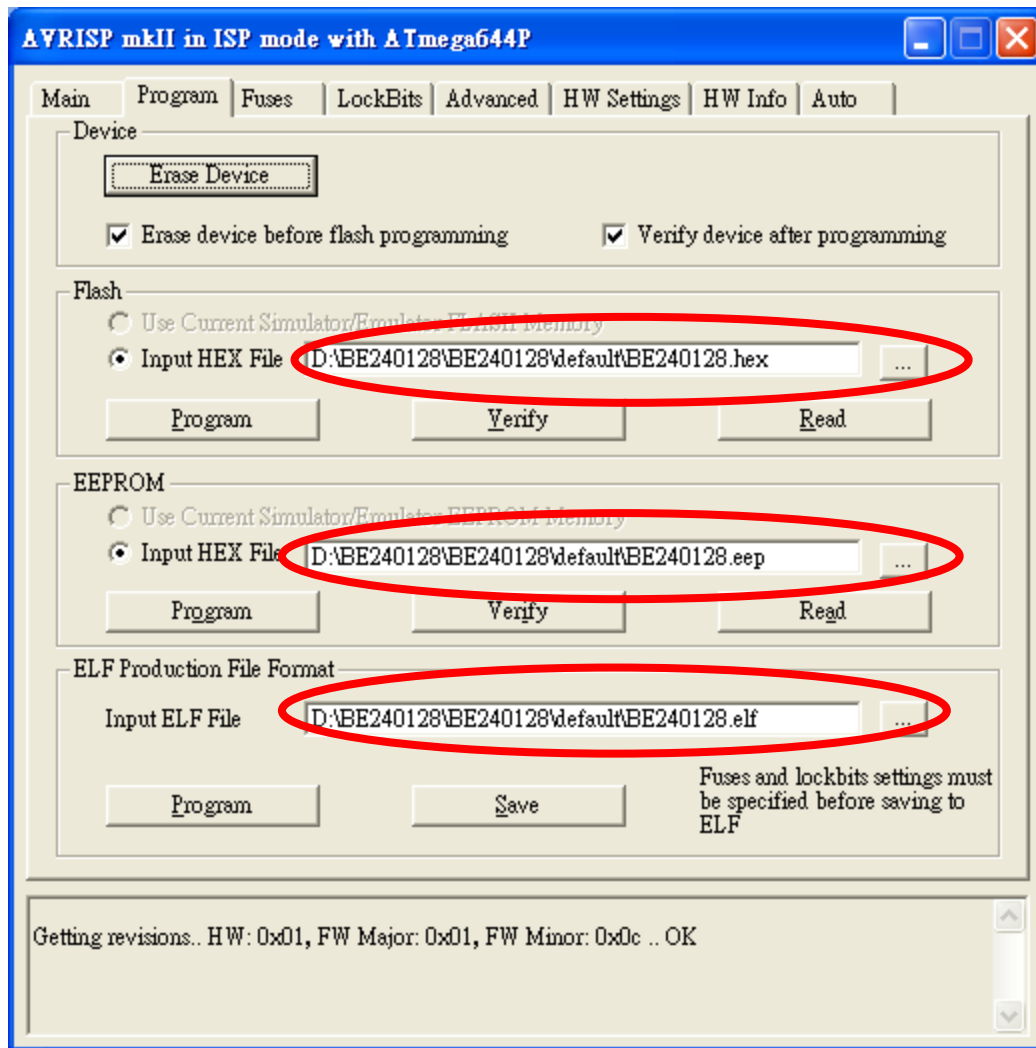 AVRISP mkII in ISP mode with ATmega644P
Main Program Fuses LockBits Advanced HW Settings HW Info Auto
Device
Erase Device
Erase device before flash programming Verify device after programming
Flash
Use Current Simulator/Emulator FLASH Memory
Input HEX File D:\BE240128\BE240128\default\BE240128.hex ...
Program Verify Read
EEPROM
Use Current Simulator/Emulator EEPROM Memory
Input HEX File D:\BE240128\BE240128\default\BE240128.eep ...
Program Verify Read
ELF Production File Format
Input ELF File D:\BE240128\BE240128\default\BE240128.elf ...
Program Save
Fuses and lockbits settings must
be specified before saving to
ELF
Getting revisions.. HW: 0x01, FW Major: 0x01, FW Minor: 0x0c .. OK